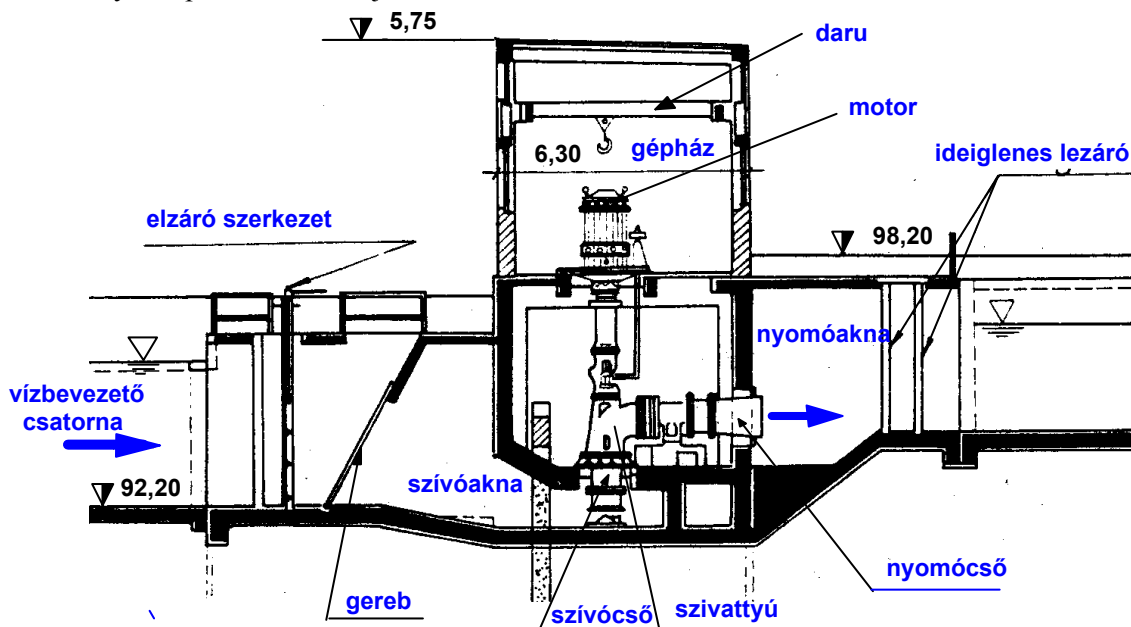 5,75
daru
motor
6,30
gépház
ideiglenes lezáró
elzáró szerkezet
98,20
nyomóakna
vízbevezető
csatorna
92,20
szívóakna
gereb
szívócső
szivattyú
nyomócső